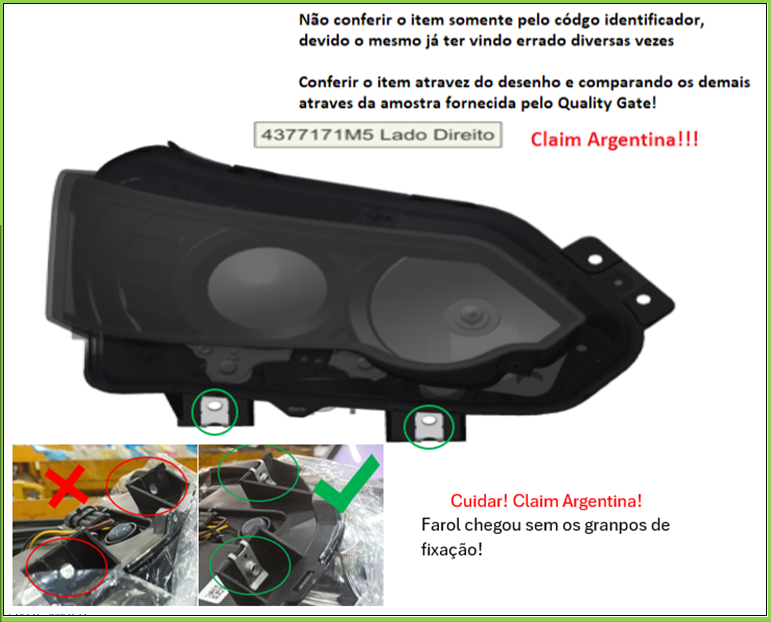 Não conferir o item somente pelo códgo identificador,
devido o mesmo já ter vindo errado diversas vezes
Conferir o item atravez do desenho e comparando os demais
atraves da amostra fornecida pelo Quality Gate!
4377171M5 Lado Direito
Claim Argentina!!!
Cuidar! Claim Argentina!
Farol chegou sem os granpos de
fixação!